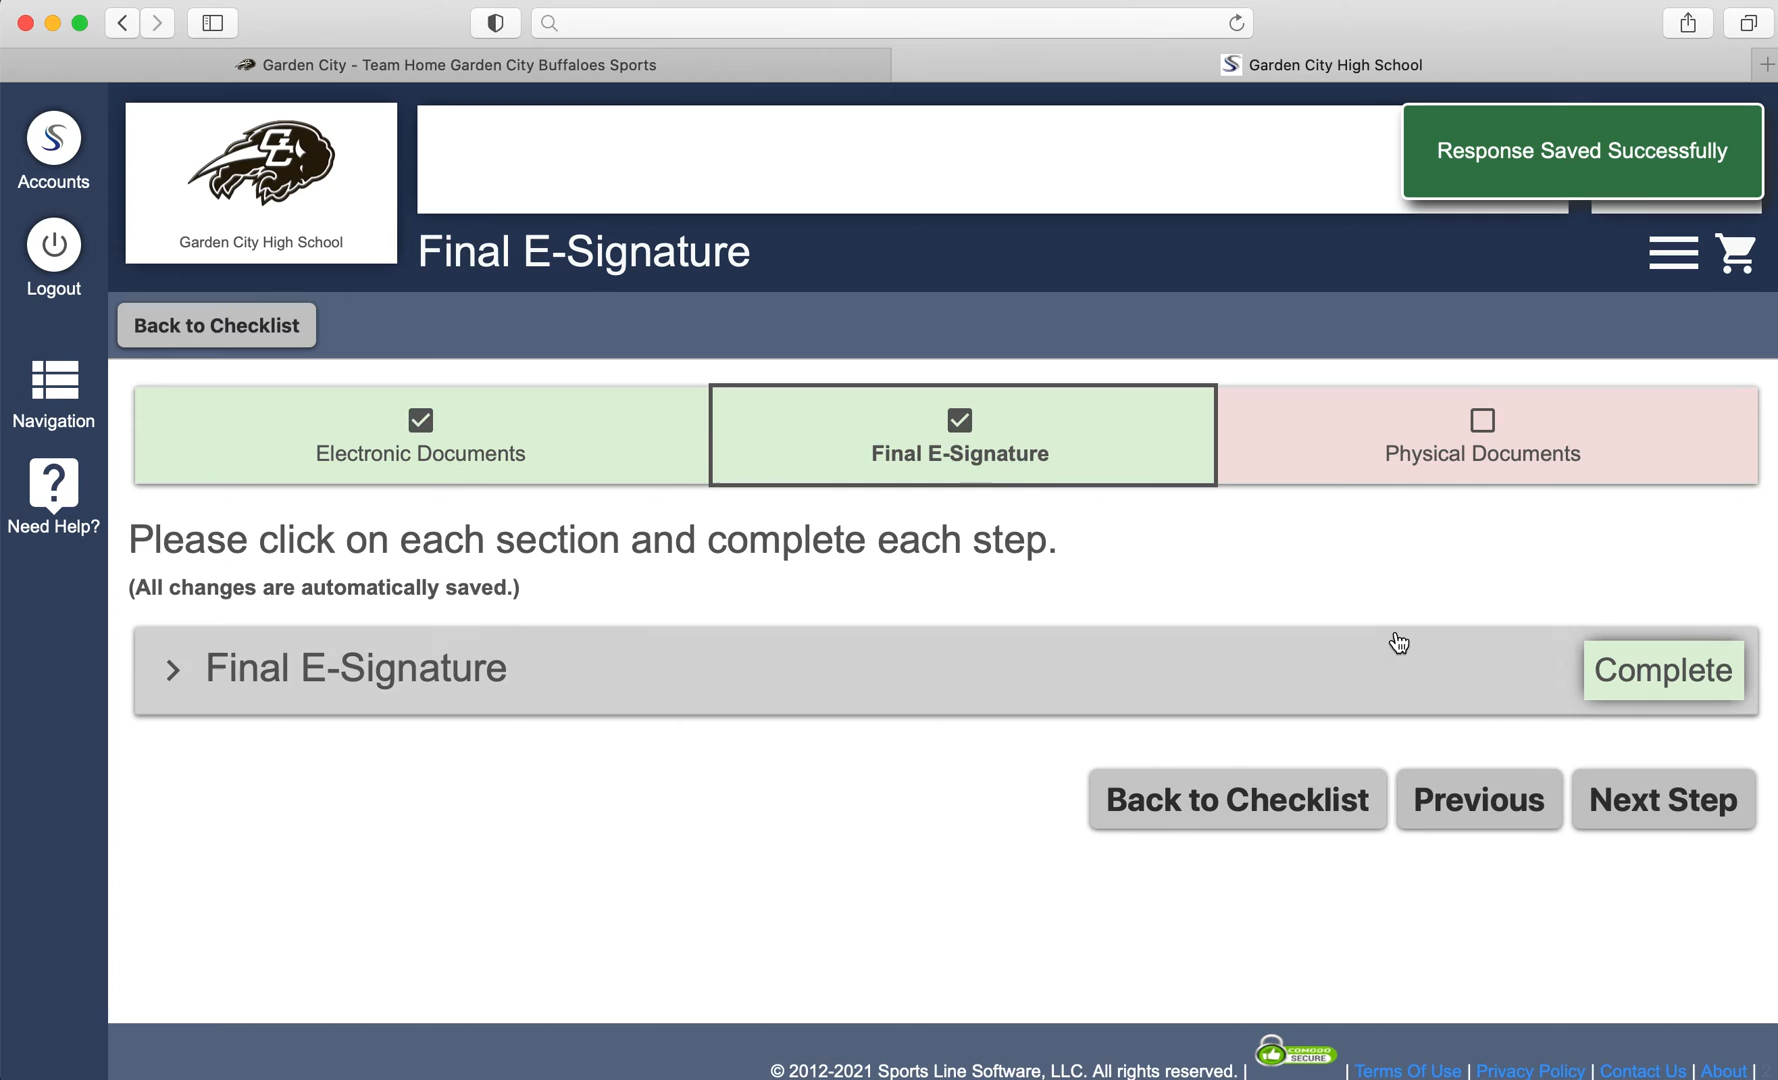 Garden City - Team Home Garden City Buffaloes Sports
Garden City High School
Accounts
Logout
Navigation
Need Help?
GC
Garden City High School
Response Saved Successfully
Final E-Signature
Back to Checklist
Electronic Documents
Final E-Signature
Physical Documents
Please click on each section and complete each step.
(All changes are automatically saved.)
Final E-Signature
Complete
Back to Checklist
Previous
Next Step
© 2012-2021 Sports Line Software, LLC. All rights reserved. | COMODO SECURE | Terms Of Use | Privacy Policy | Contact Us | About |